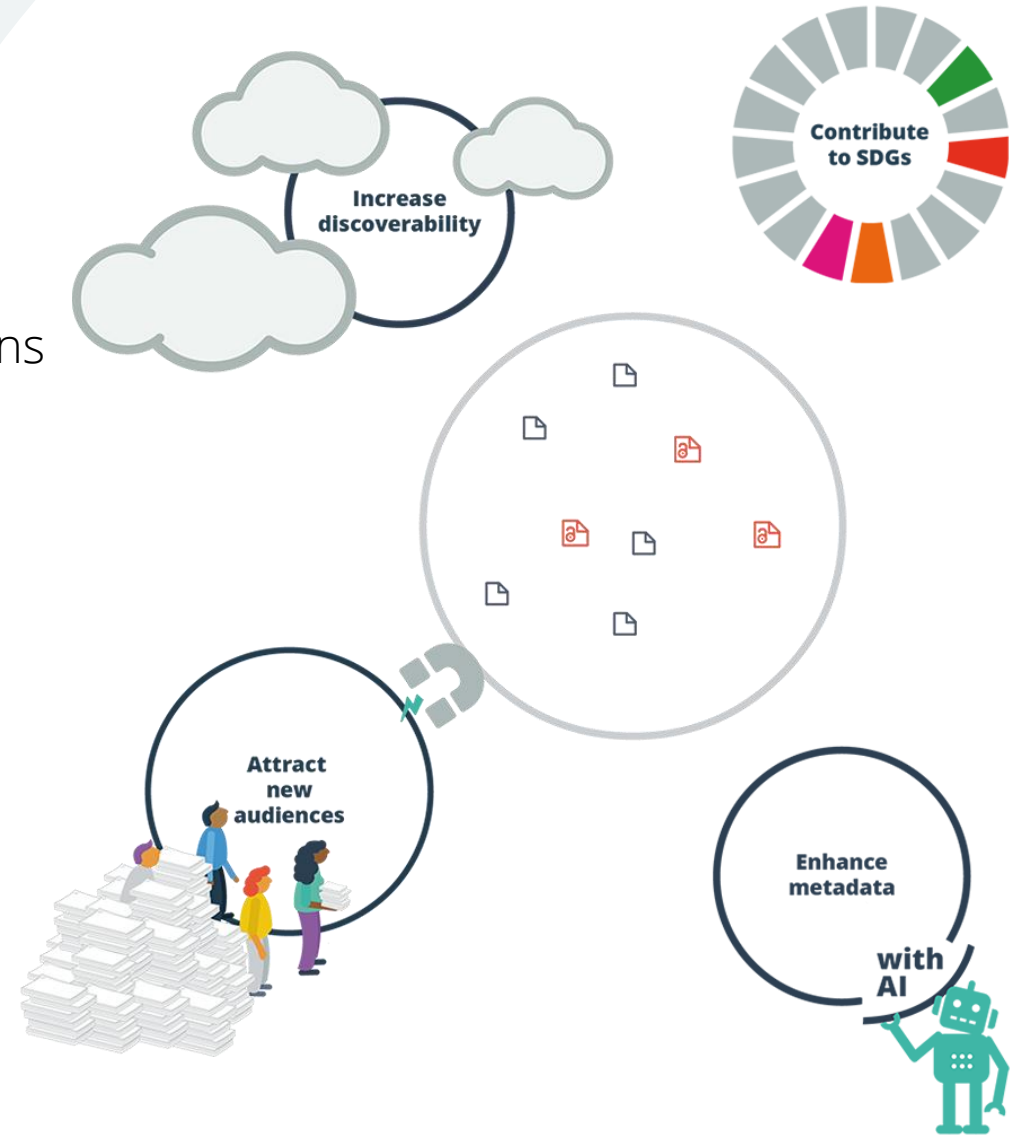 Contribute
to SDGs
Increase
discoverability
ns
Attract
new
audiences
Enhance
metadata
with
AI